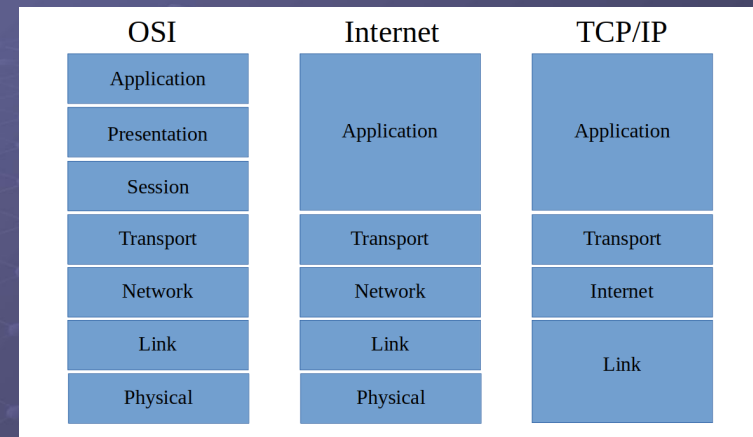 OSI
Application
Presentation
Session
Transport
Network
Link
Physical
Internet
Application
Transport
Network
Link
Physical
TCP/IP
Application
Transport
Internet
Link